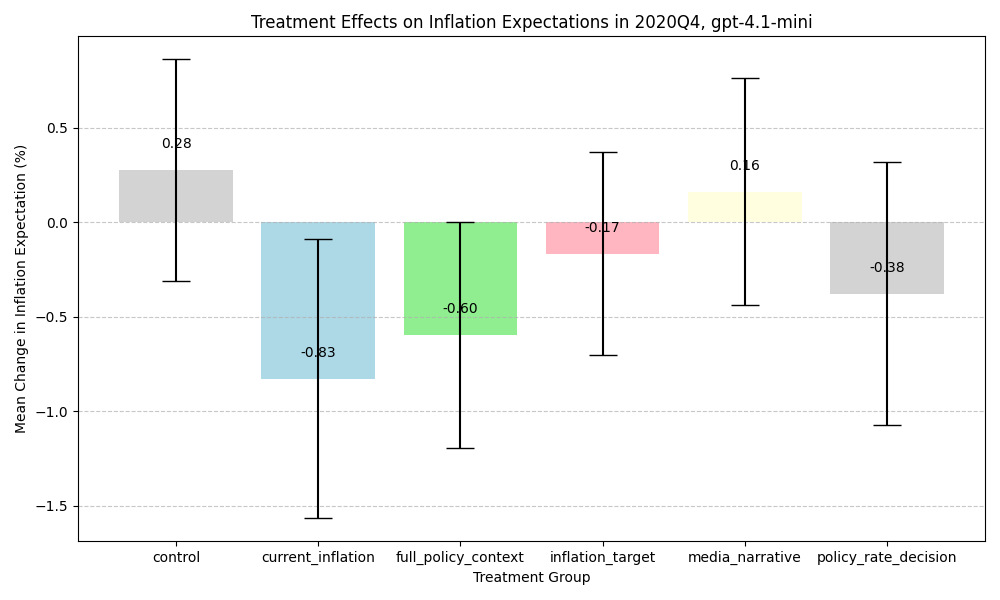 Treatment Effects on Inflation Expectations in 2020Q4, gpt-4.1-mini
Mean Change in Inflation Expectation (%)
0.5
0.0
−0.5
−1.0
−1.5
0.28
-0.83
-0.60
-0.17
0.16
-0.38
control
current_inflation
full_policy_context
inflation_target
media_narrative
policy_rate_decision
Treatment Group